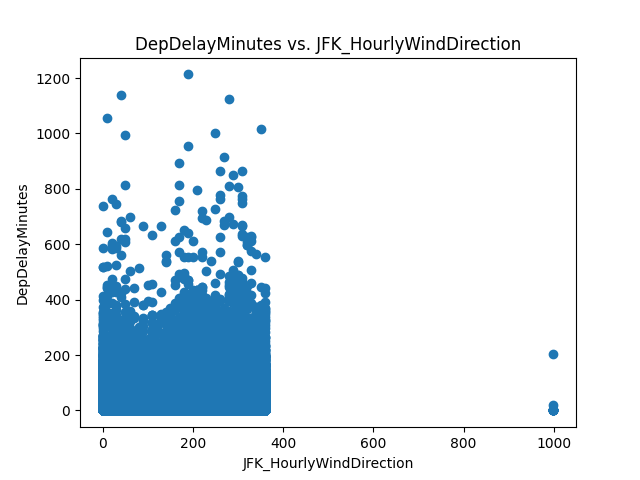 DepDelayMinutes vs. JFK_HourlyWindDirection
1200
1000
800
600
400
200
0
DepDelayMinutes
0 200 400 600 800 1000
JFK_HourlyWindDirection